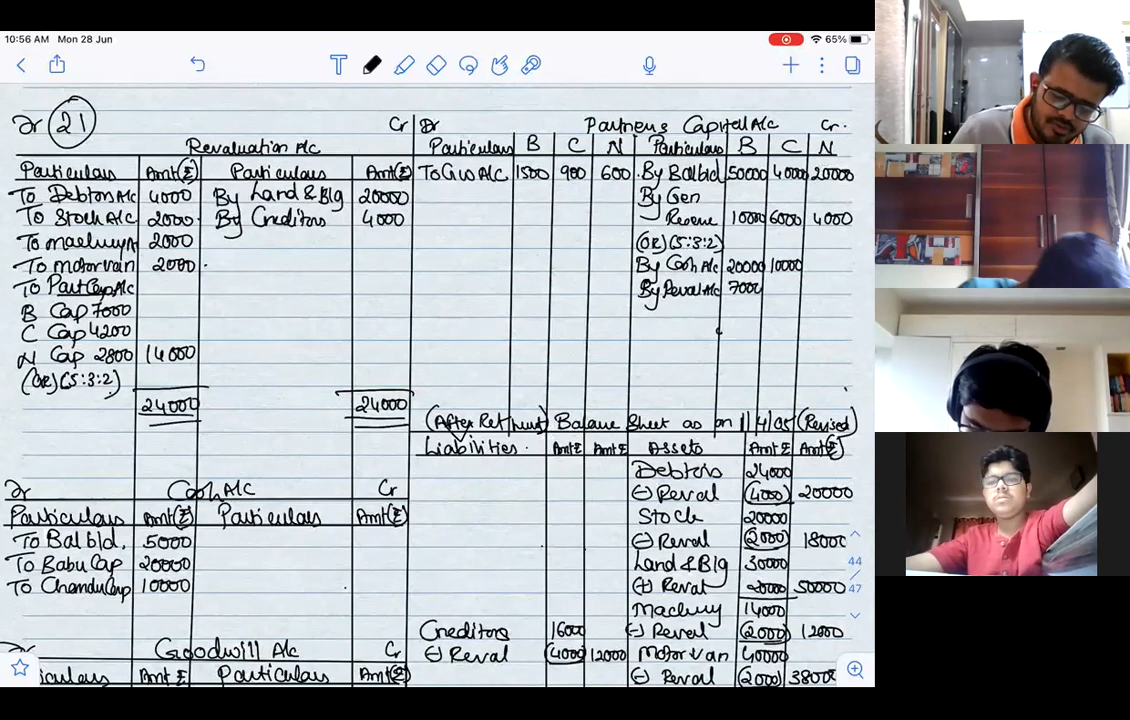 10:56 AM Mon 28 Jun
65%
Dr 21 Cr
Revaluation A/c
Particulars Amt(₹) Particulars Amt(₹)
To Debtors A/c 4000 By Land & Blg 20000
To Stock A/c 2000 By Creditors 4000
To machinery A/c 2000
To Motor van 2000
To Part Cap A/c
B Cap 7000
C Cap 4200
N Cap 2800 14000
(OR) (5:3:2)
24000 24000
Dr Partners Capital A/c Cr.
Particulars B C N Particulars B C N
To G/w A/c 1500 900 600 By Bal b/d 50000 40000 20000
By Gen
Reserve 10000 6000 4000
(OR) (5:3:2)
By Cash A/c 20000 10000
By Reval A/c 7000
Dr Cash A/c Cr
Particulars Amt(₹) Particulars Amt(₹)
To Bal b/d. 5000
To Babu Cap 20000
To Chandu Cap 10000
Goodwill A/c Cr
iculars Amt ₹ Particulars Amt(₹)
(After Ret Balance Sheet as on 1/4/05 (Revised)
Liabilities. Amt ₹ Amt ₹ Assets Amt ₹ Amt ₹
Debtors 24000
(-) Reval (4000) 20000
Stock 20000
(-) Reval (2000) 18000
Land & Blg 30000
(+) Reval 20000 50000
Machinery 14000
Creditors 16000 (-) Reval (2000) 12000
(-) Reval (4000) 12000 Motor van 40000
(-) Reval (2000) 38000
44
/
47